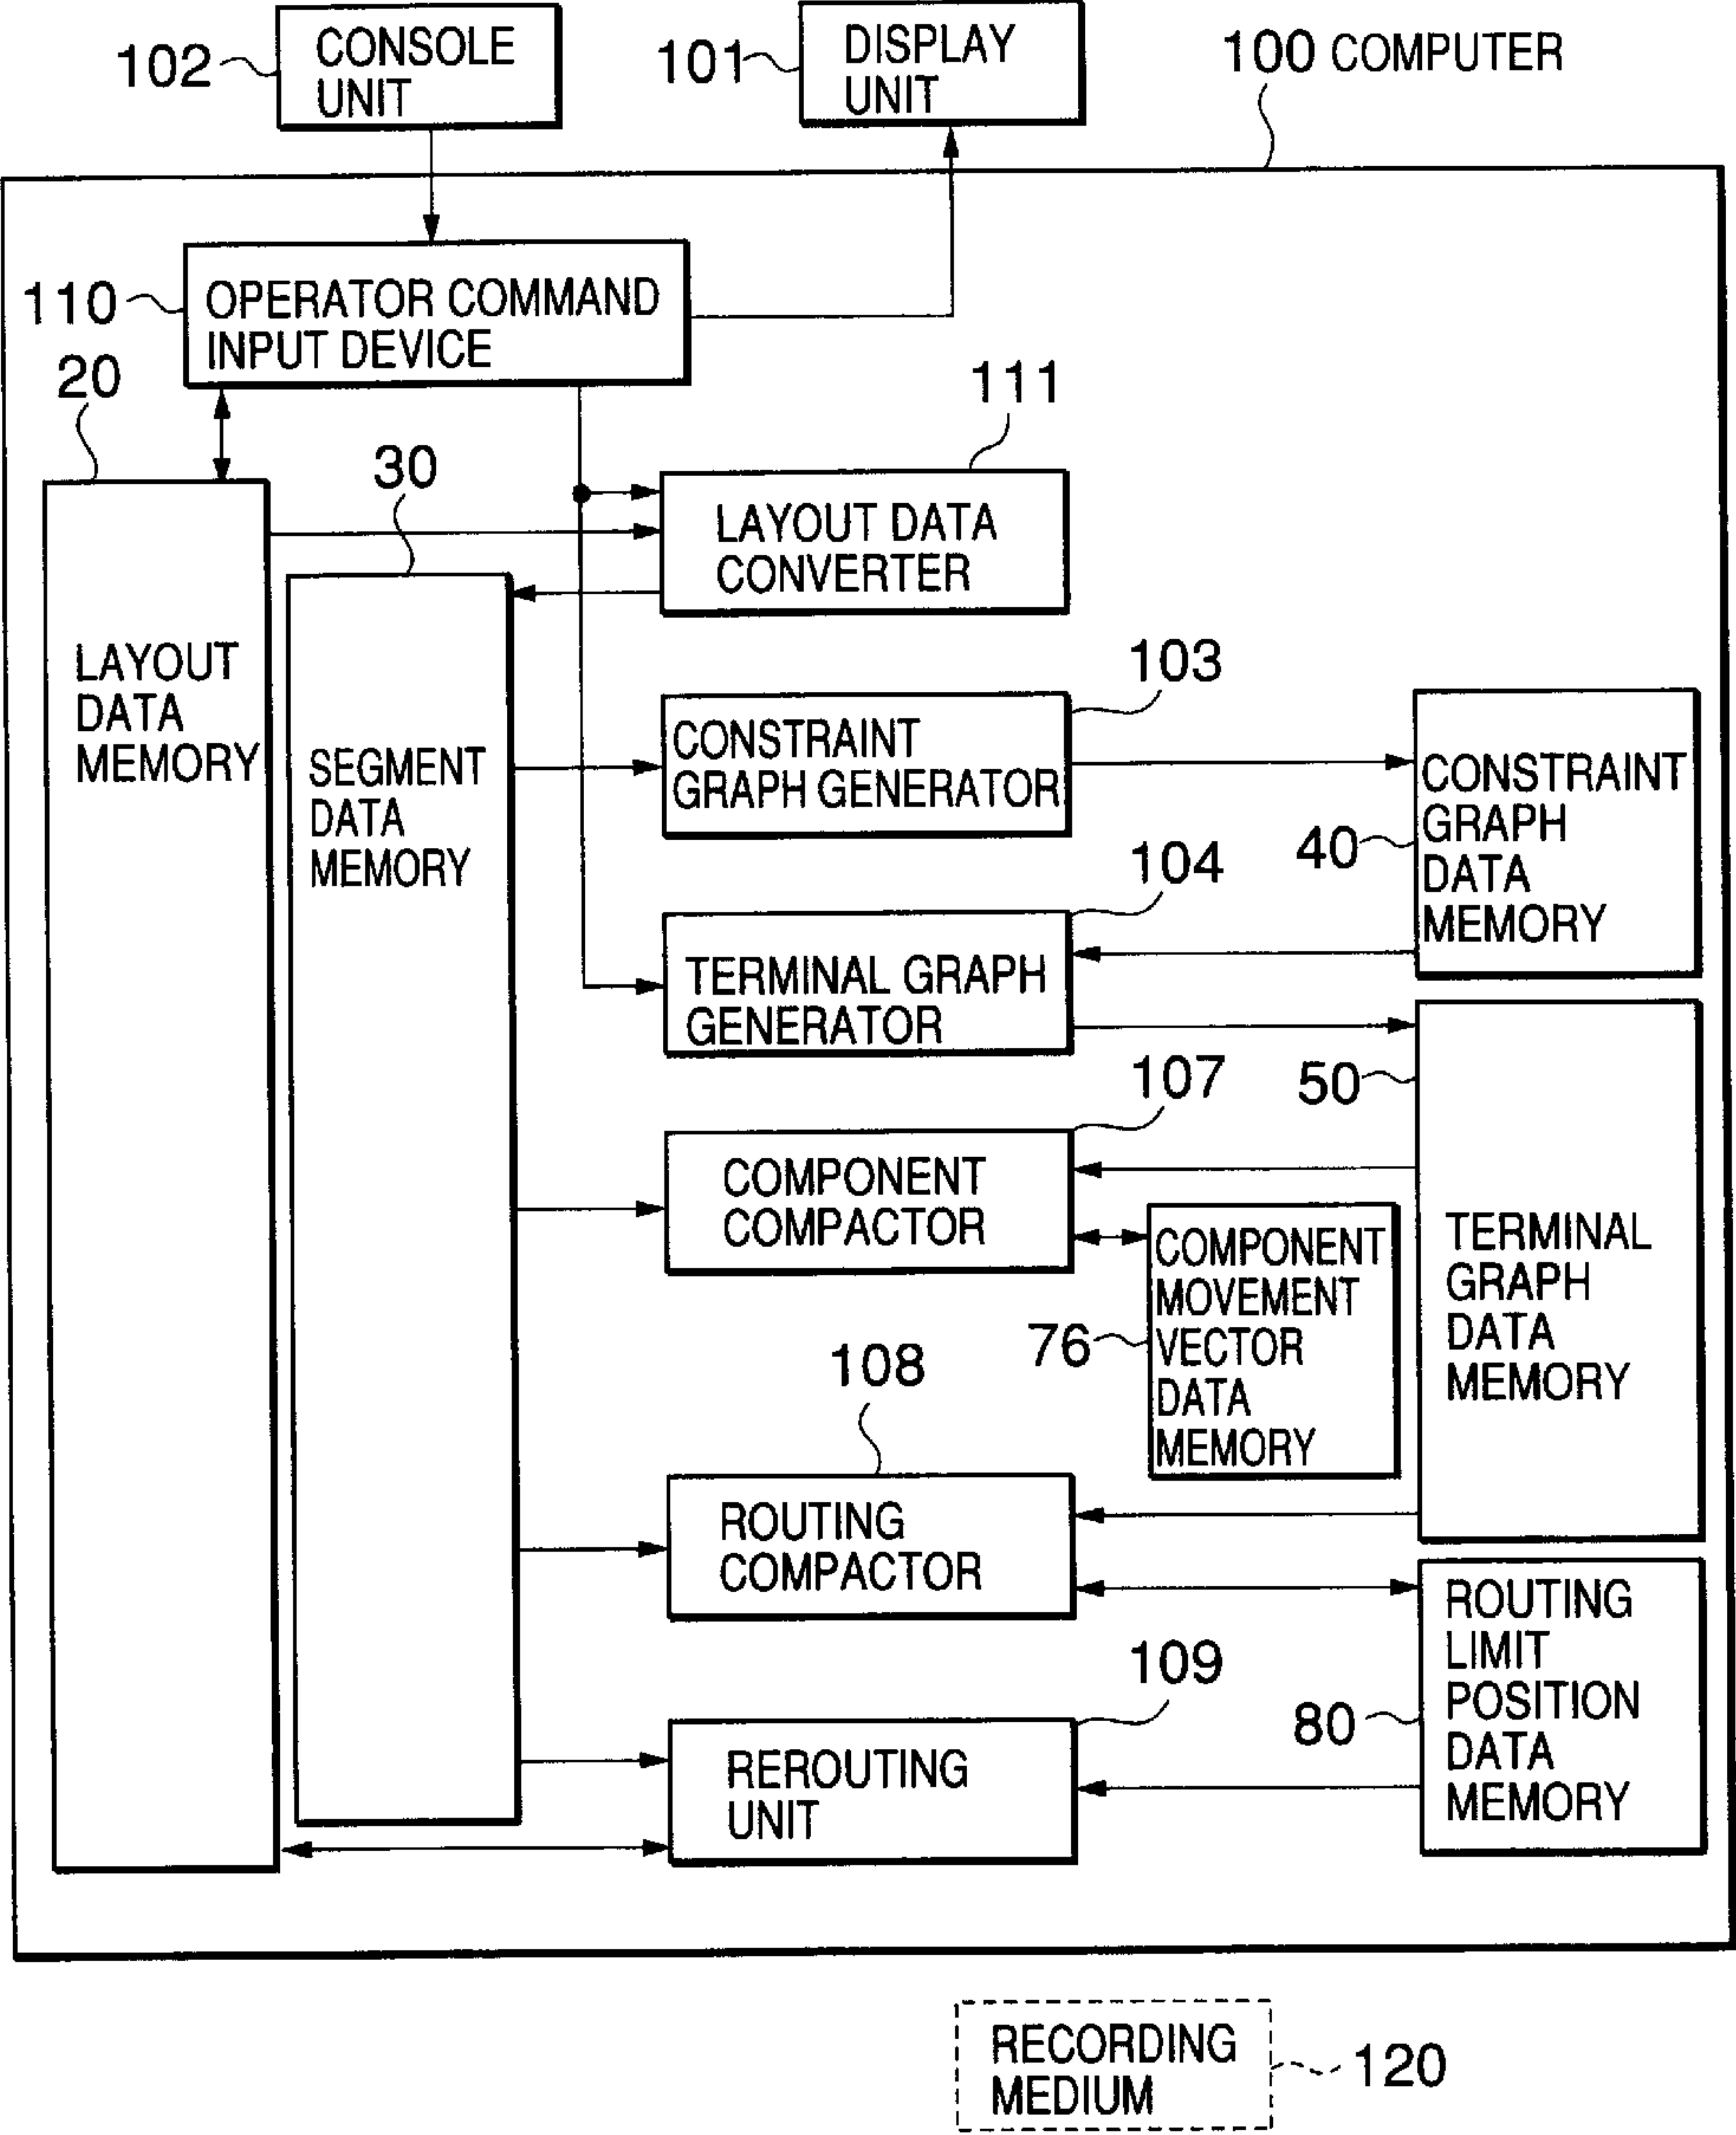 102
CONSOLE
UNIT
101
DISPLAY
UNIT
100 COMPUTER
110
OPERATOR COMMAND
INPUT DEVICE
20
30
111
LAYOUT DATA
CONVERTER
LAYOUT
DATA
MEMORY
SEGMENT
DATA
MEMORY
103
CONSTRAINT
GRAPH GENERATOR
40
CONSTRAINT
GRAPH
DATA
MEMORY
104
TERMINAL GRAPH
GENERATOR
50
TERMINAL
GRAPH
DATA
MEMORY
107
COMPONENT
COMPACTOR
76
COMPONENT
MOVEMENT
VECTOR
DATA
MEMORY
108
ROUTING
COMPACTOR
80
ROUTING
LIMIT
POSITION
DATA
MEMORY
109
REROUTING
UNIT
RECORDING
MEDIUM
120